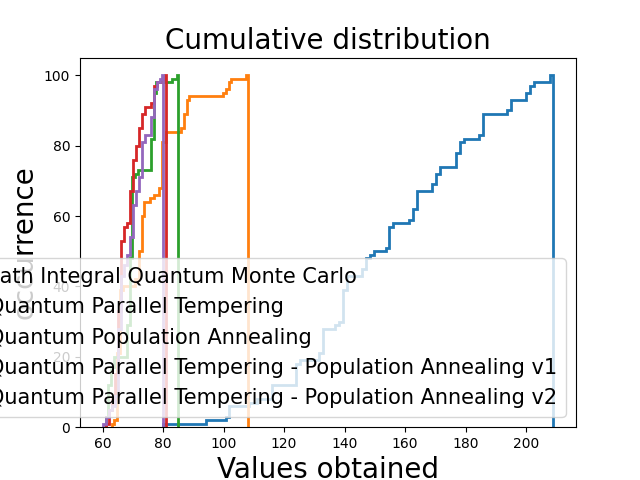 Cumulative distribution
100
80
60
40
20
0
occurrence
ath Integral Quantum Monte Carlo
Quantum Parallel Tempering
Quantum Population Annealing
Quantum Parallel Tempering - Population Annealing v1
Quantum Parallel Tempering - Population Annealing v2
60 80 100 120 140 160 180 200
Values obtained